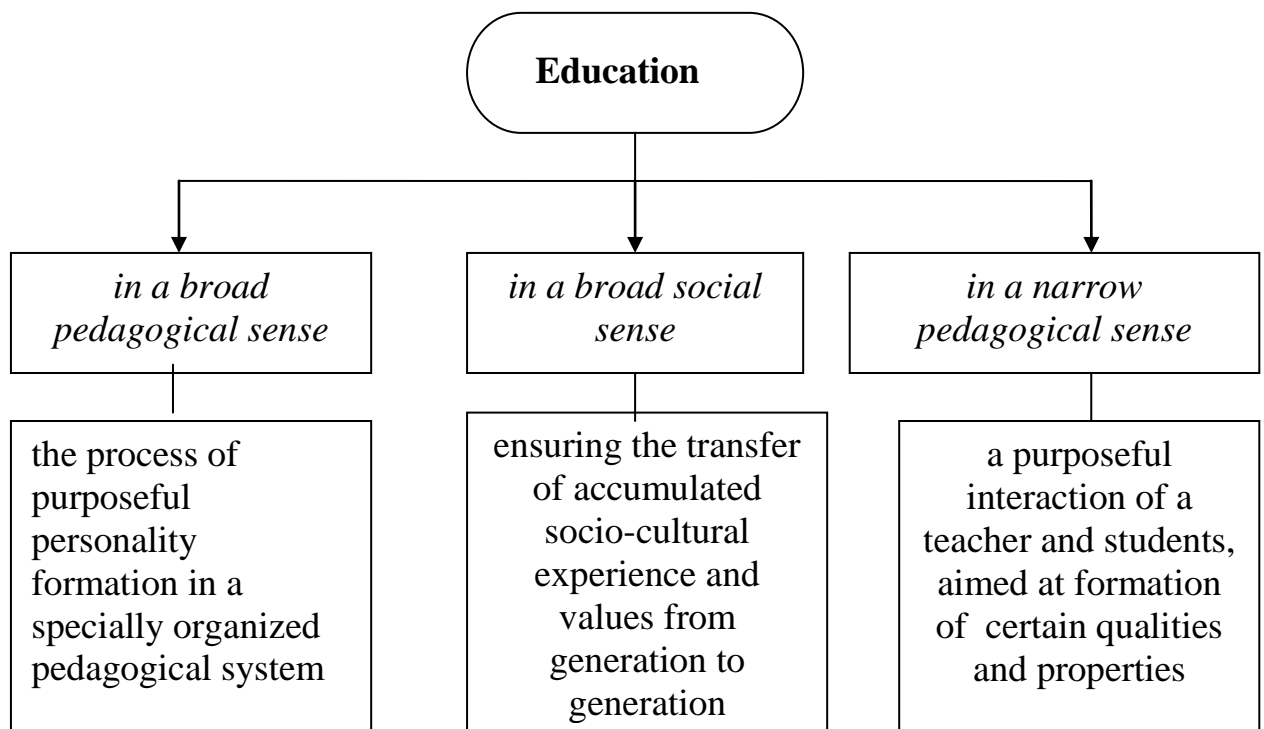 Education
in a broad
pedagogical sense
in a broad social
sense
in a narrow
pedagogical sense
the process of
purposeful
personality
formation in a
specially organized
pedagogical system
ensuring the transfer
of accumulated
socio-cultural
experience and
values from
generation to
generation
a purposeful
interaction of a
teacher and students,
aimed at formation
of certain qualities
and properties